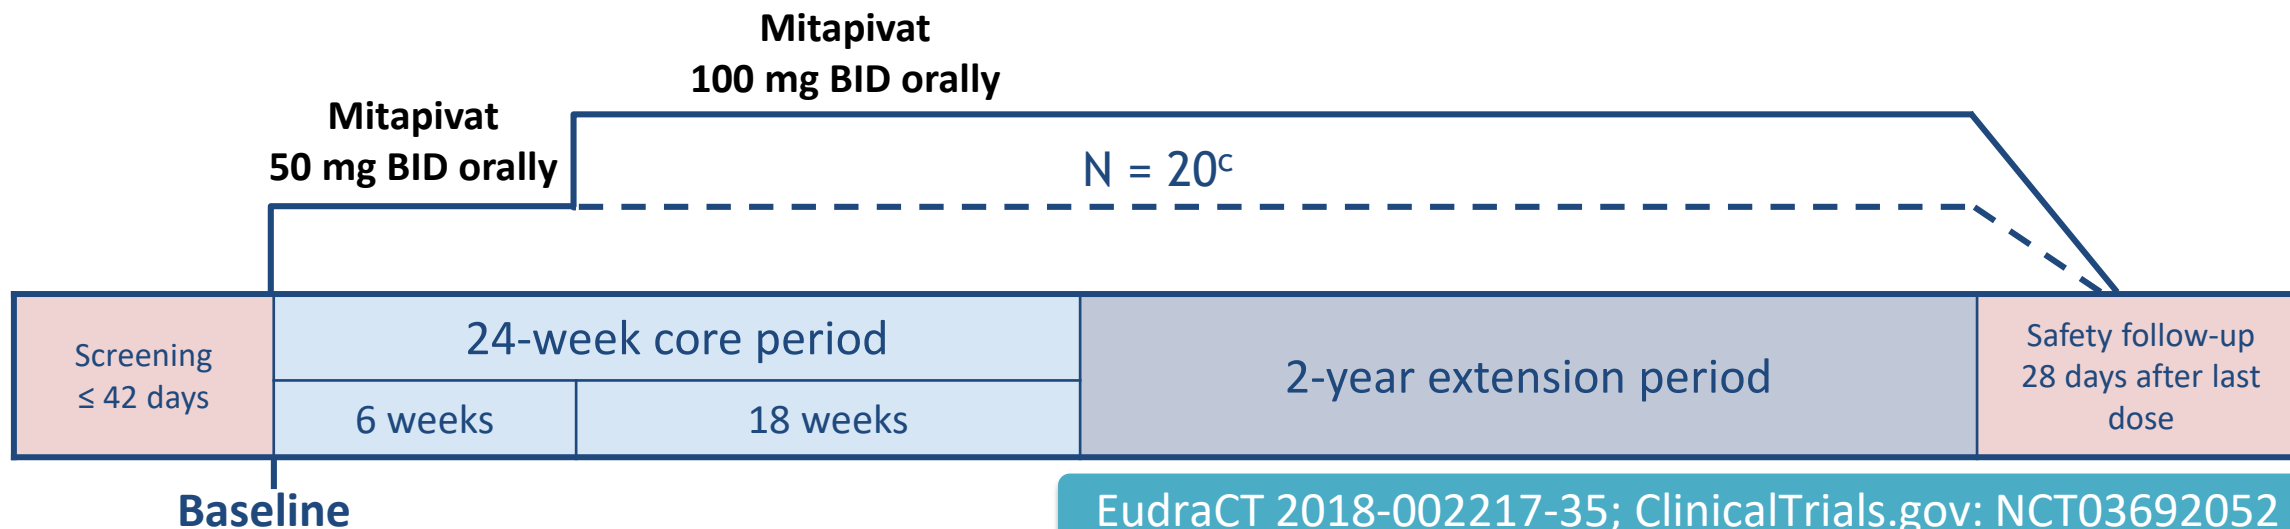 Mitapivat
100 mg BID orally
Mitapivat
50 mg BID orally
N = 20ᶜ
Screening
≤ 42 days
24-week core period
6 weeks
18 weeks
2-year extension period
Safety follow-up
28 days after last
dose
Baseline
EudraCT 2018-002217-35; ClinicalTrials.gov: NCT03692052